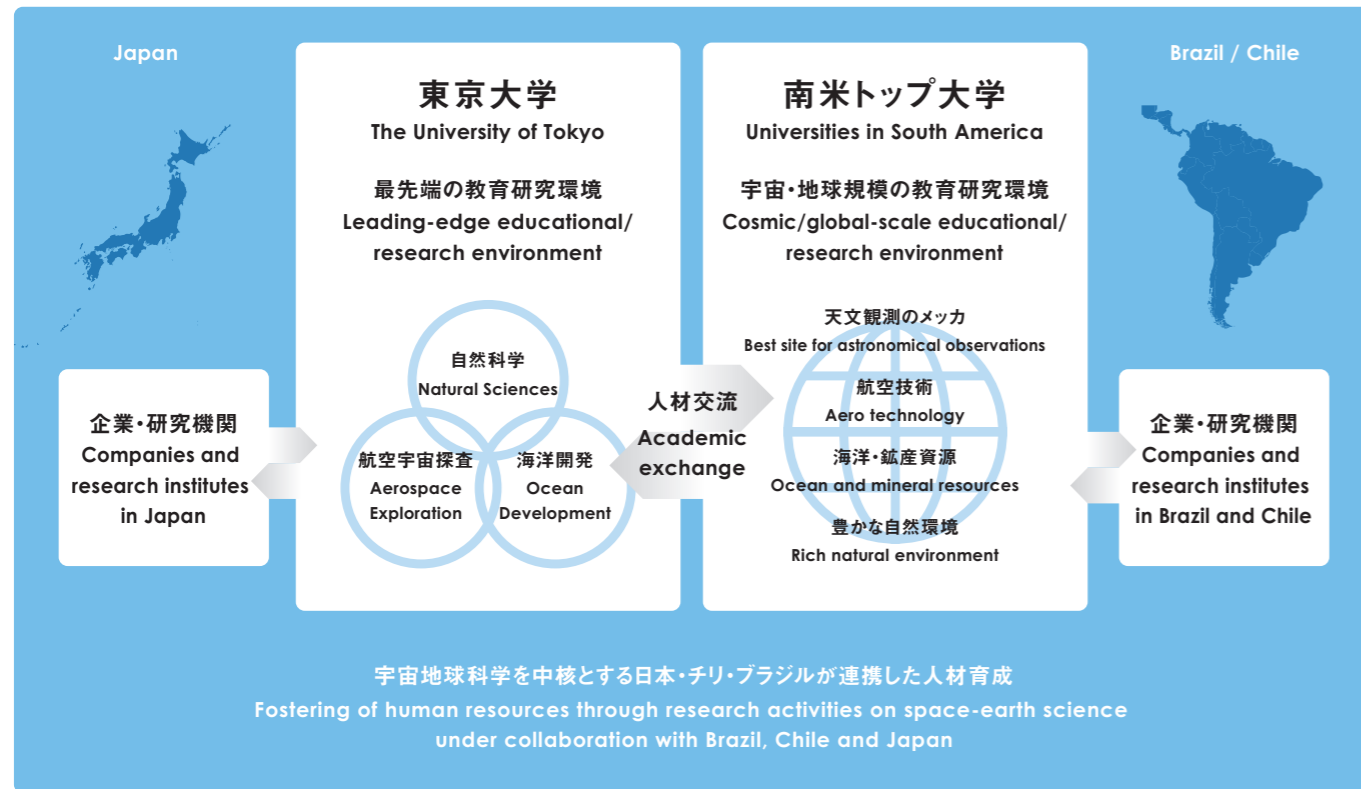 Japan
東京大学
The University of Tokyo
最先端の教育研究環境
Leading-edge educational/
research environment
自然科学
Natural Sciences
航空宇宙探査
Aerospace
Exploration
海洋開発
Ocean
Development
企業・研究機関
Companies and
research institutes
in Japan
人材交流
Academic
exchange
南米トップ大学
Universities in South America
宇宙・地球規模の教育研究環境
Cosmic/global-scale educational/
research environment
天文観測のメッカ
Best site for astronomical observations
航空技術
Aero technology
海洋・鉱産資源
Ocean and mineral resources
豊かな自然環境
Rich natural environment
Brazil / Chile
企業・研究機関
Companies and
research institutes
in Brazil and Chile
宇宙地球科学を中核とする日本・チリ・ブラジルが連携した人材育成
Fostering of human resources through research activities on space-earth science
under collaboration with Brazil, Chile and Japan